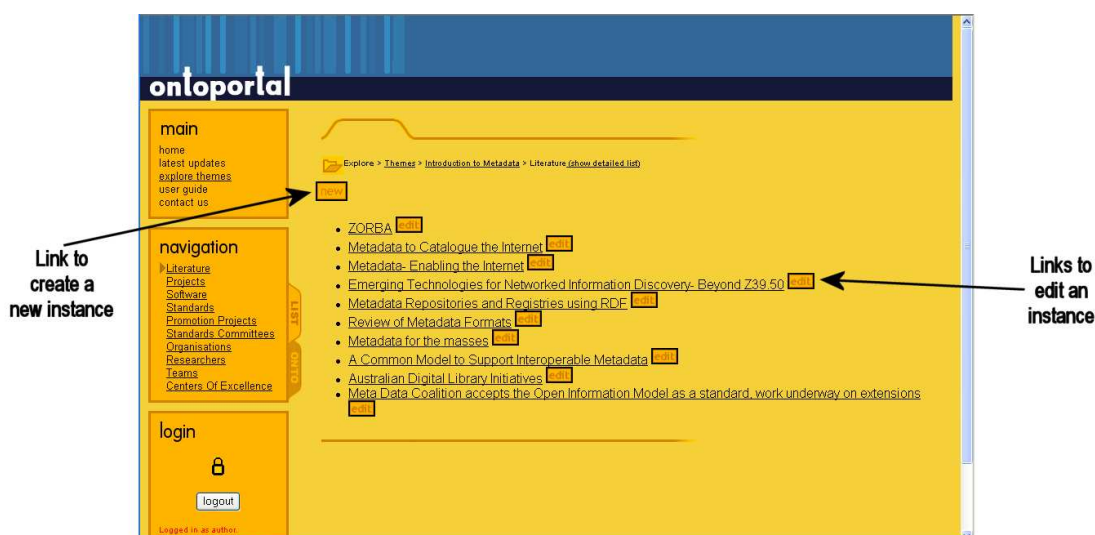 ontoportal
main
home
latest updates
explore themes
user guide
contact us
navigation
Literature
Projects
Software
Standards
Promotion Projects
Standards Committees
Organisations
Researchers
Teams
Centers Of Excellence
LIST
ONTO
login
logout
Logged in as author.
Explore > Themes > Introduction to Metadata > Literature (show detailed list)
new
• ZORBA edit
• Metadata to Catalogue the Internet edit
• Metadata- Enabling the Internet edit
• Emerging Technologies for Networked Information Discovery- Beyond Z39.50 edit
• Metadata Repositories and Registries using RDF edit
• Review of Metadata Formats edit
• Metadata for the masses edit
• A Common Model to Support Interoperable Metadata edit
• Australian Digital Library Initiatives edit
• Meta Data Coalition accepts the Open Information Model as a standard, work underway on extensions
edit
Link to
create a
new instance
Links to
edit an
instance